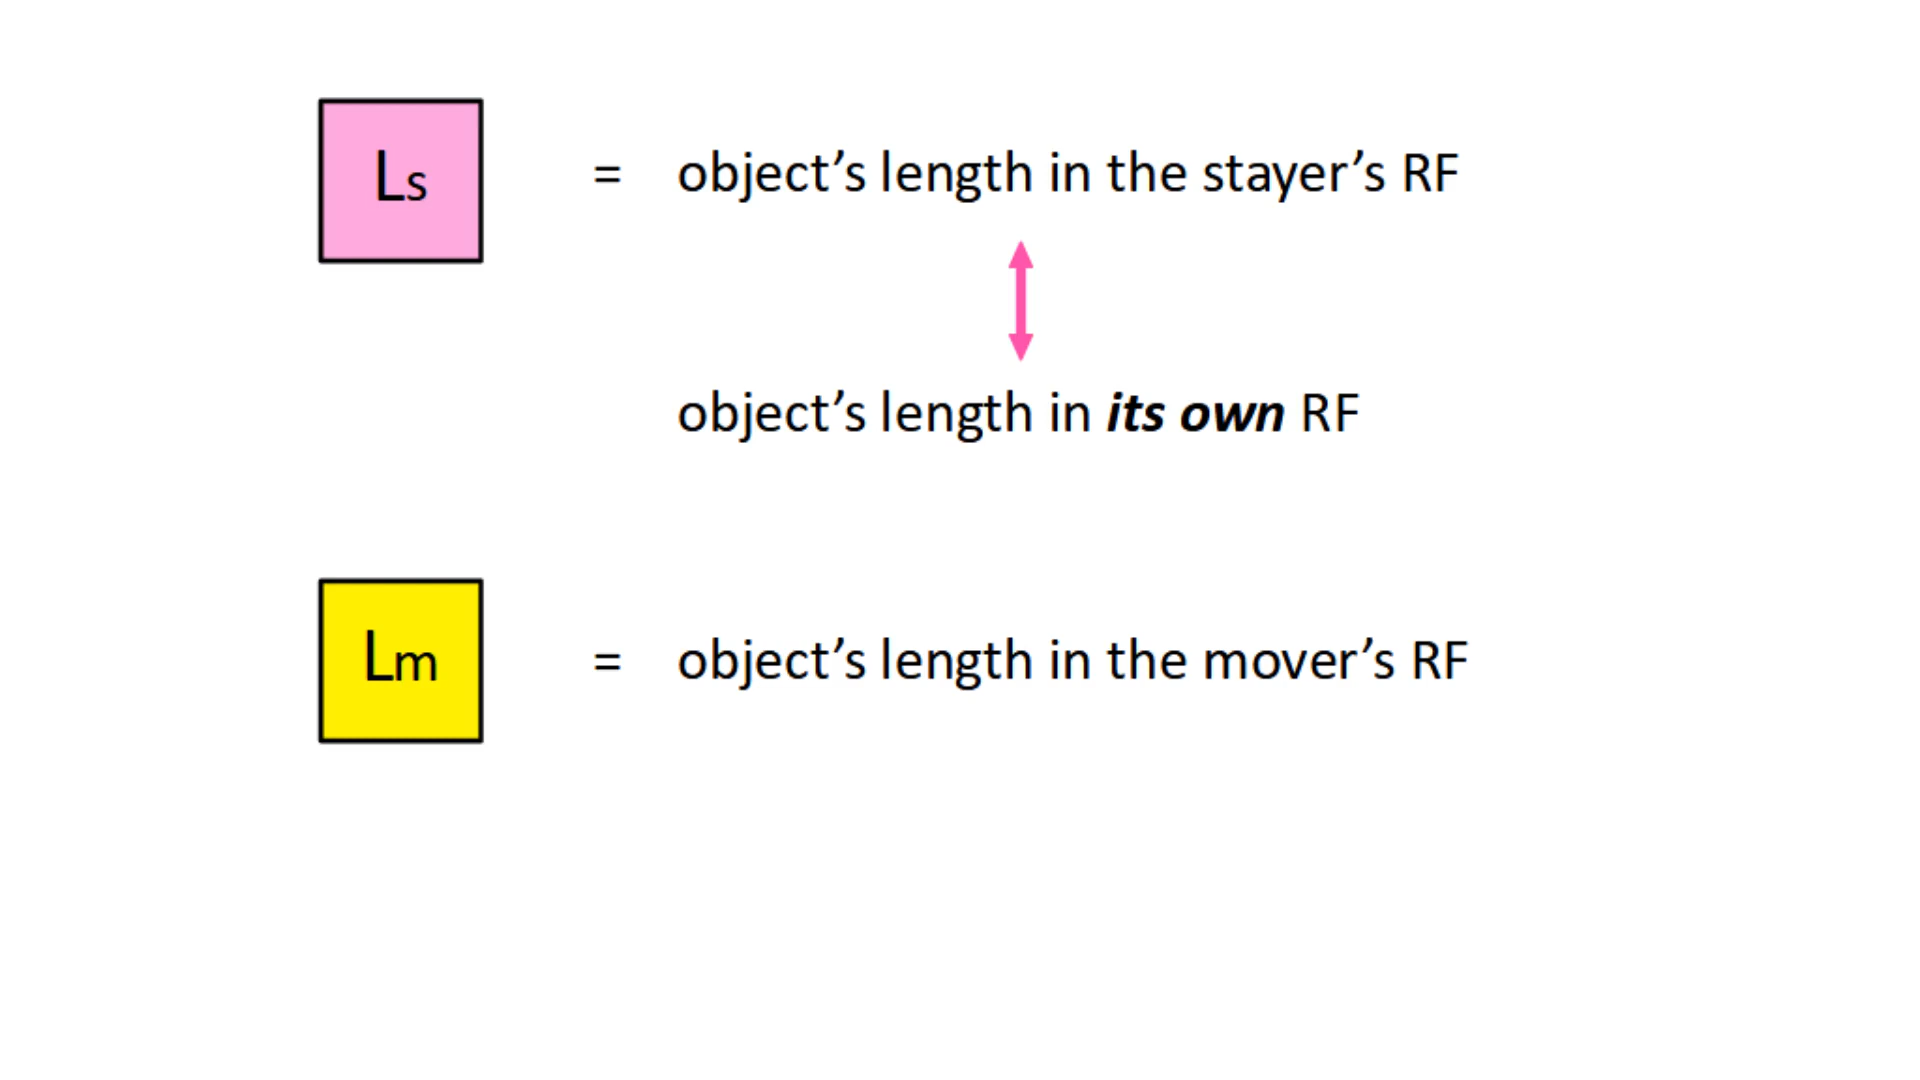 Ls = object’s length in the stayer’s RF
object’s length in its own RF
Lm = object’s length in the mover’s RF